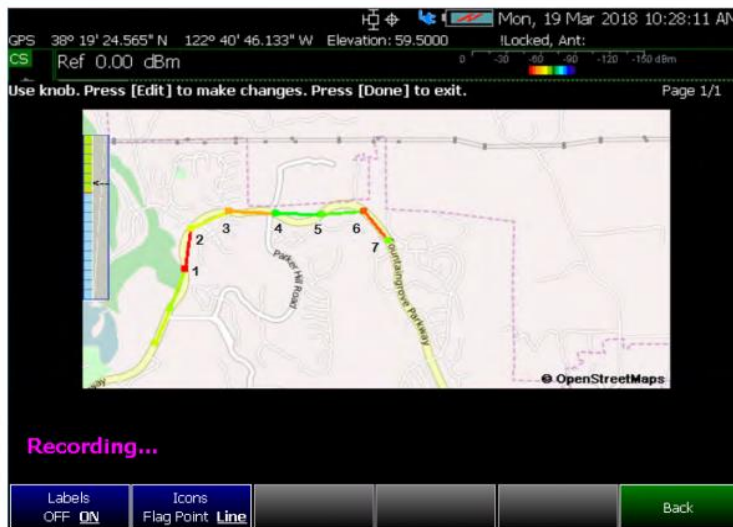 Mon, 19 Mar 2018 10:28:11 AM
GPS 38º 19' 24.565" N 122º 40' 46.133" W Elevation: 59.5000 !Locked, Ant:
CS Ref 0.00 dBm 0 -30 -60 -90 -120 -150 dBm
Use knob. Press [Edit] to make changes. Press [Done] to exit. Page 1/1
2 3 4 5 6
1 7
Parker Hill Road
Fountaingrove Parkway
way
© OpenStreetMaps
Recording...
Labels Icons
OFF ON Flag Point Line Back